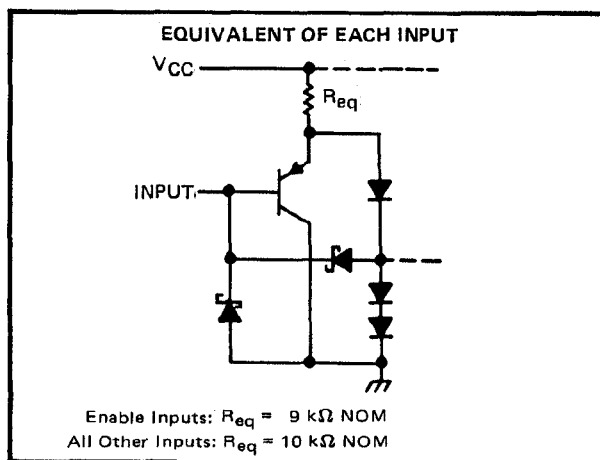 EQUIVALENT OF EACH INPUT
VCC
Req
INPUT
Enable Inputs: Req = 9 kΩ NOM
All Other Inputs: Req = 10 kΩ NOM